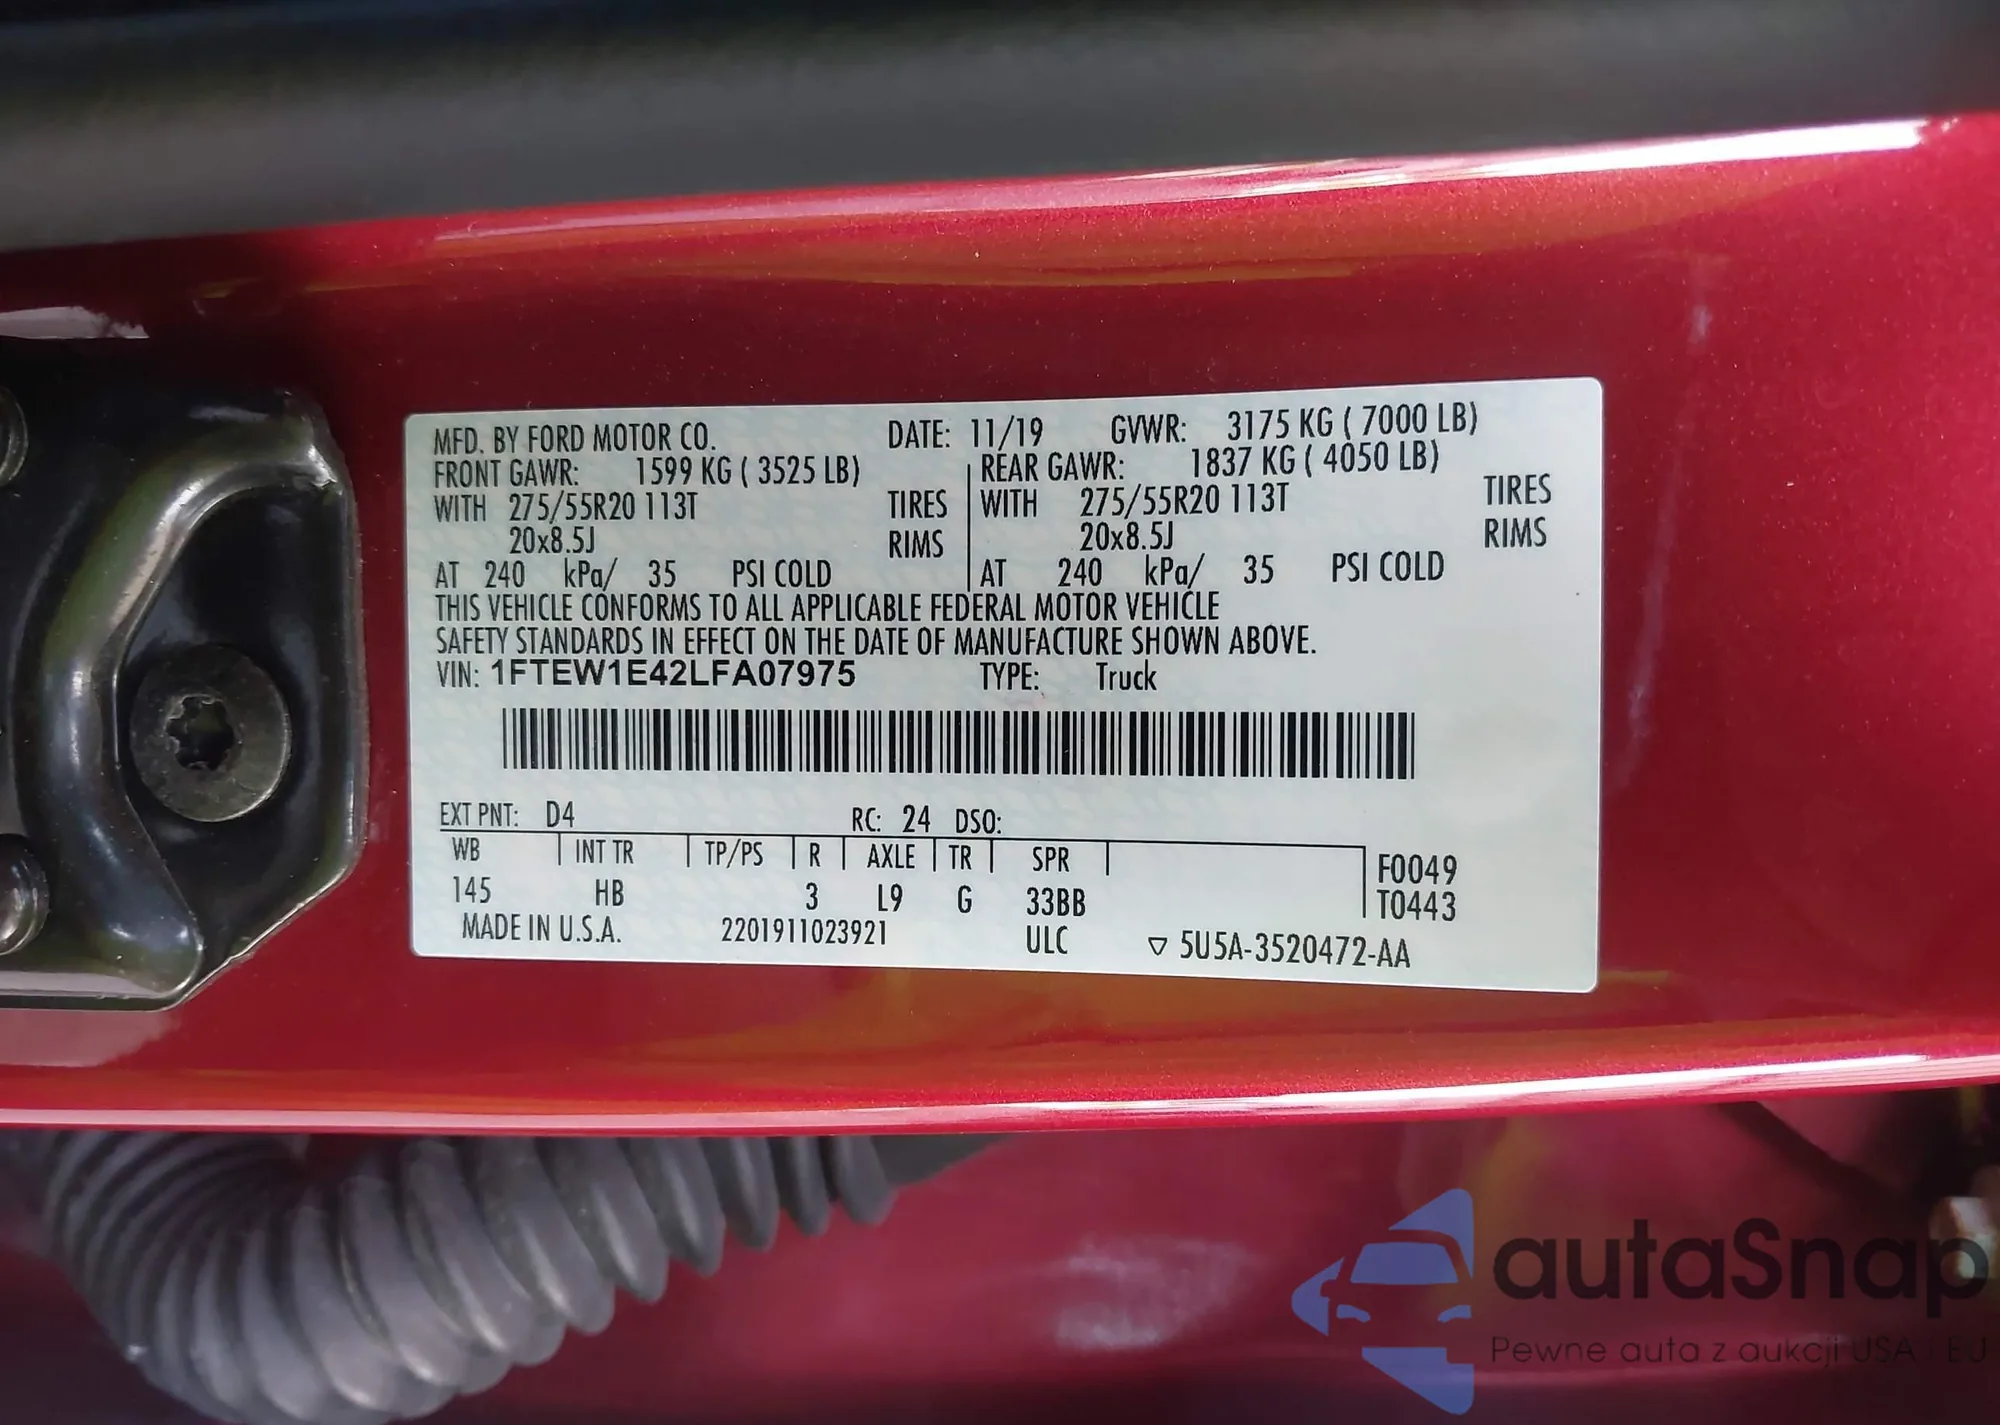 MFD. BY FORD MOTOR CO. DATE: 11/19 GVWR: 3175 KG ( 7000 LB)
FRONT GAWR: 1599 KG ( 3525 LB) REAR GAWR: 1837 KG ( 4050 LB)
WITH 275/55R20 113T TIRES WITH 275/55R20 113T TIRES
20x8.5J RIMS 20x8.5J RIMS
AT 240 kPa/ 35 PSI COLD AT 240 kPa/ 35 PSI COLD
THIS VEHICLE CONFORMS TO ALL APPLICABLE FEDERAL MOTOR VEHICLE
SAFETY STANDARDS IN EFFECT ON THE DATE OF MANUFACTURE SHOWN ABOVE.
VIN: 1FTEW1E42LFA07975 TYPE: Truck
EXT PNT: D4 RC: 24 DSO:
WB INT TR TP/PS R AXLE TR SPR F0049
145 HB 3 L9 G 33BB T0443
MADE IN U.S.A. 2201911023921 ULC ▽ 5U5A-3520472-AA
autaSnap
Pewne auta z aukcji USA i EU